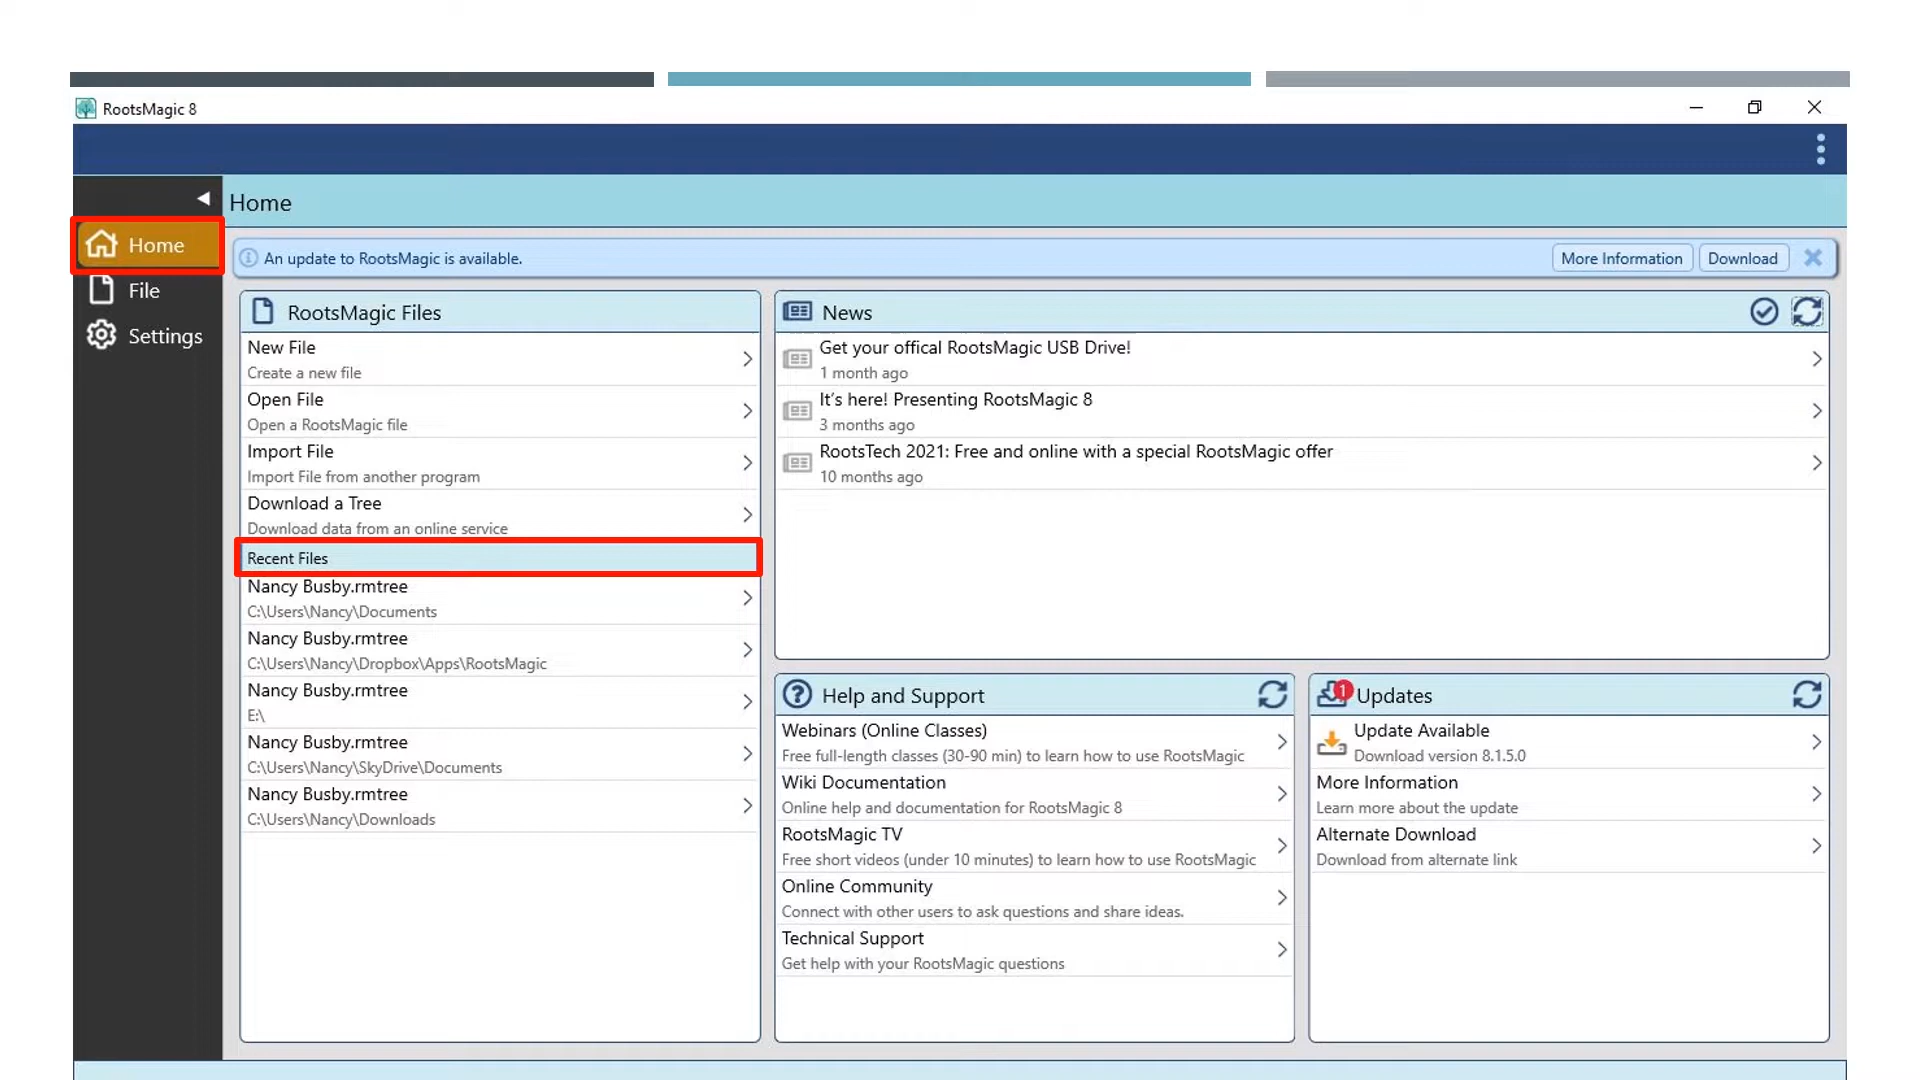 RootsMagic 8
Home
Home
File
Settings
An update to RootsMagic is available.
More Information
Download
RootsMagic Files
New File
Create a new file
Open File
Open a RootsMagic file
Import File
Import File from another program
Download a Tree
Download data from an online service
Recent Files
Nancy Busby.rmtree
C:\Users\Nancy\Documents
Nancy Busby.rmtree
C:\Users\Nancy\Dropbox\Apps\RootsMagic
Nancy Busby.rmtree
E:\
Nancy Busby.rmtree
C:\Users\Nancy\SkyDrive\Documents
Nancy Busby.rmtree
C:\Users\Nancy\Downloads
News
Get your offical RootsMagic USB Drive!
1 month ago
It's here! Presenting RootsMagic 8
3 months ago
RootsTech 2021: Free and online with a special RootsMagic offer
10 months ago
Help and Support
Webinars (Online Classes)
Free full-length classes (30-90 min) to learn how to use RootsMagic
Wiki Documentation
Online help and documentation for RootsMagic 8
RootsMagic TV
Free short videos (under 10 minutes) to learn how to use RootsMagic
Online Community
Connect with other users to ask questions and share ideas.
Technical Support
Get help with your RootsMagic questions
1
Updates
Update Available
Download version 8.1.5.0
More Information
Learn more about the update
Alternate Download
Download from alternate link